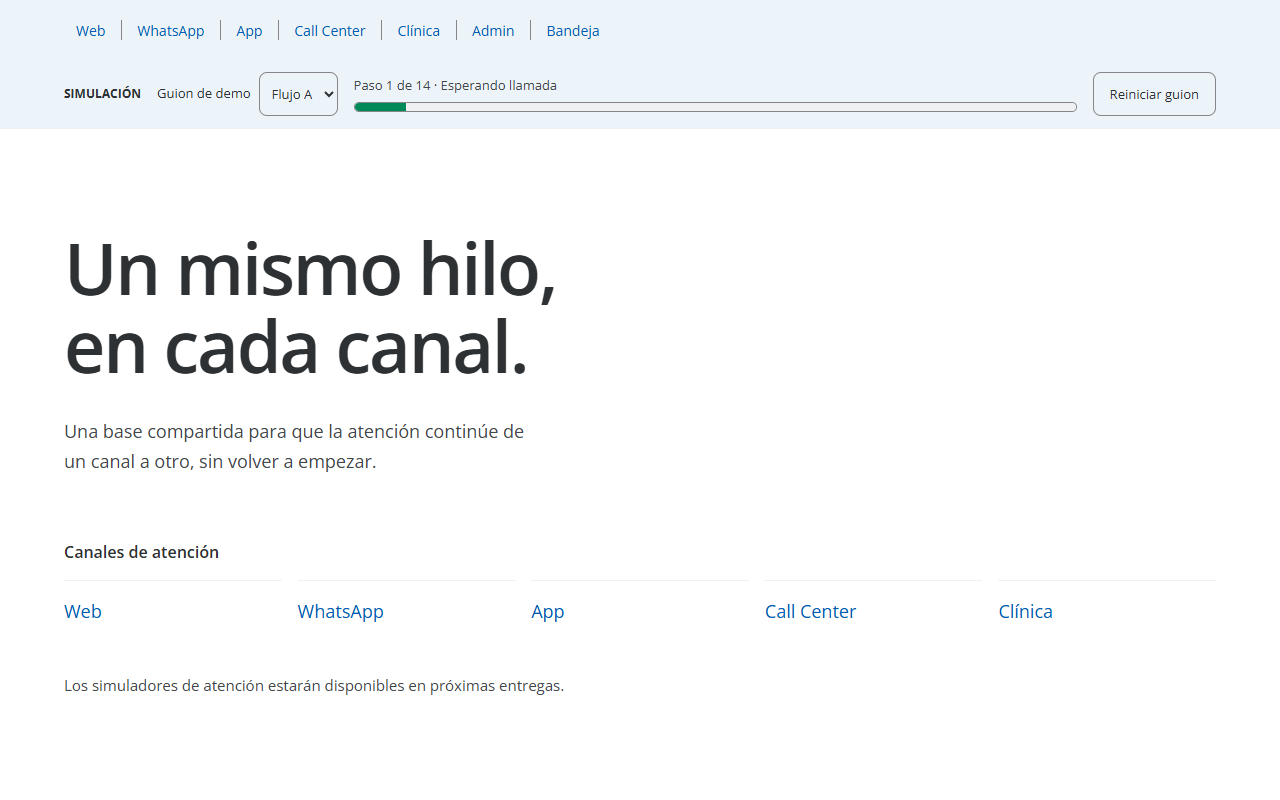 Web WhatsApp App Call Center Clínica Admin Bandeja
SIMULACIÓN Guion de demo Flujo A Paso 1 de 14 · Esperando llamada Reiniciar guion
Un mismo hilo,
en cada canal.
Una base compartida para que la atención continúe de
un canal a otro, sin volver a empezar.
Canales de atención
Web WhatsApp App Call Center Clínica
Los simuladores de atención estarán disponibles en próximas entregas.